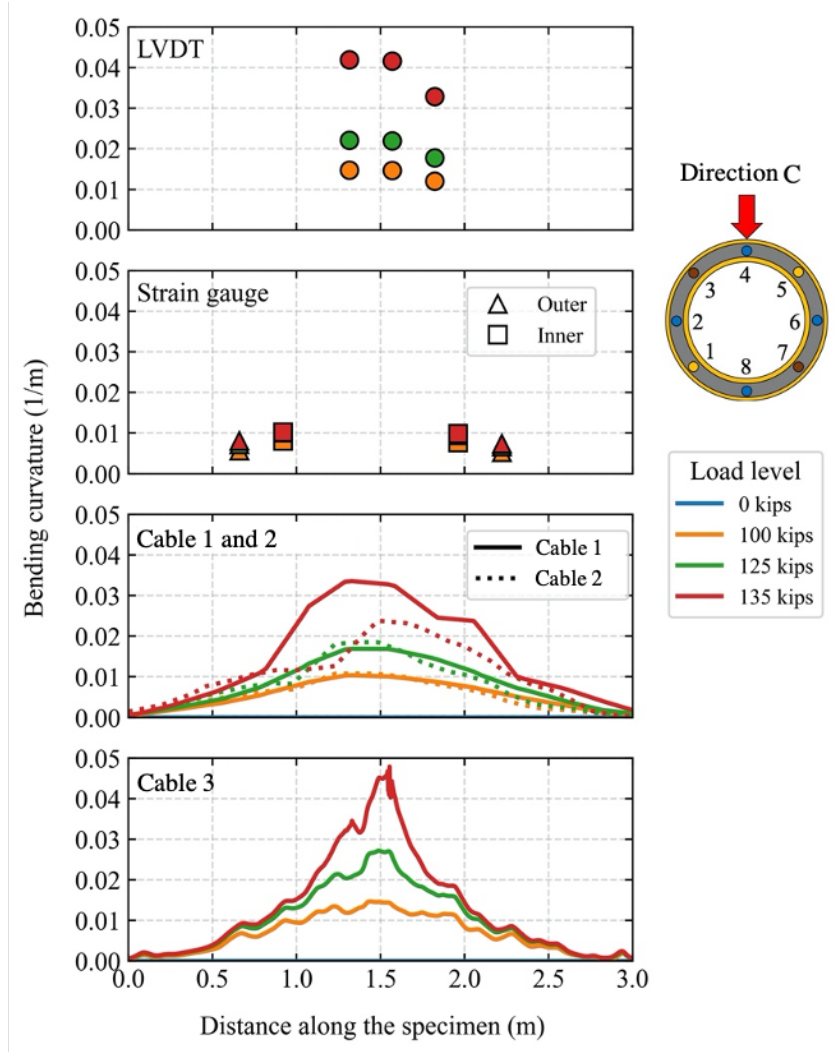 0.05
LVDT
0.04
0.03
0.02
0.01
0.00
0.05
Strain gauge
Outer
0.04
Inner
0.03
0.02
0.01
0.00
0.05
Cable 1 and 2
Cable 1
0.04
Cable 2
0.03
0.02
0.01
0.00
0.05
Cable 3
0.04
0.03
0.02
0.01
0.00
0.0 0.5 1.0 1.5 2.0 2.5 3.0
Distance along the specimen (m)
Bending curvature (1/m)
Direction C
4
3 5
2 6
1 7
8
Load level
0 kips
100 kips
125 kips
135 kips